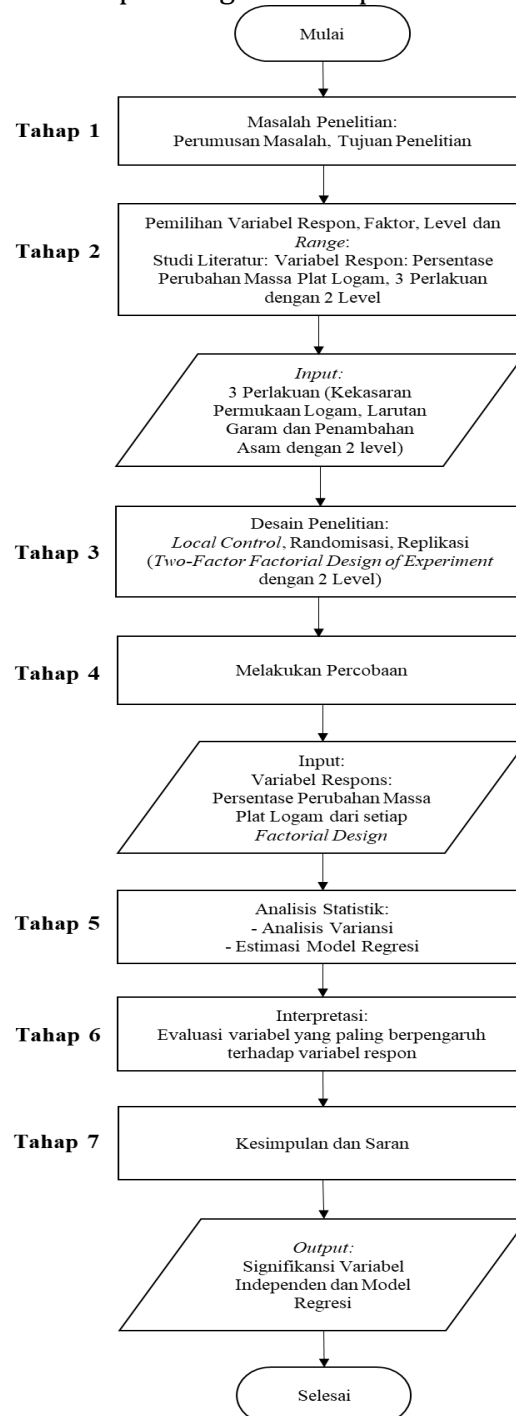 Mulai
Tahap 1
Masalah Penelitian:
Perumusan Masalah, Tujuan Penelitian
Tahap 2
Pemilihan Variabel Respon, Faktor, Level dan
Range:
Studi Literatur: Variabel Respon: Persentase
Perubahan Massa Plat Logam, 3 Perlakuan
dengan 2 Level
Input:
3 Perlakuan (Kekasaran
Permukaan Logam, Larutan
Garam dan Penambahan
Asam dengan 2 level)
Tahap 3
Desain Penelitian:
Local Control, Randomisasi, Replikasi
(Two-Factor Factorial Design of Experiment
dengan 2 Level)
Tahap 4
Melakukan Percobaan
Input:
Variabel Respons:
Persentase Perubahan Massa
Plat Logam dari setiap
Factorial Design
Tahap 5
Analisis Statistik:
- Analisis Variansi
- Estimasi Model Regresi
Tahap 6
Interpretasi:
Evaluasi variabel yang paling berpengaruh
terhadap variabel respon
Tahap 7
Kesimpulan dan Saran
Output:
Signifikansi Variabel
Independen dan Model
Regresi
Selesai